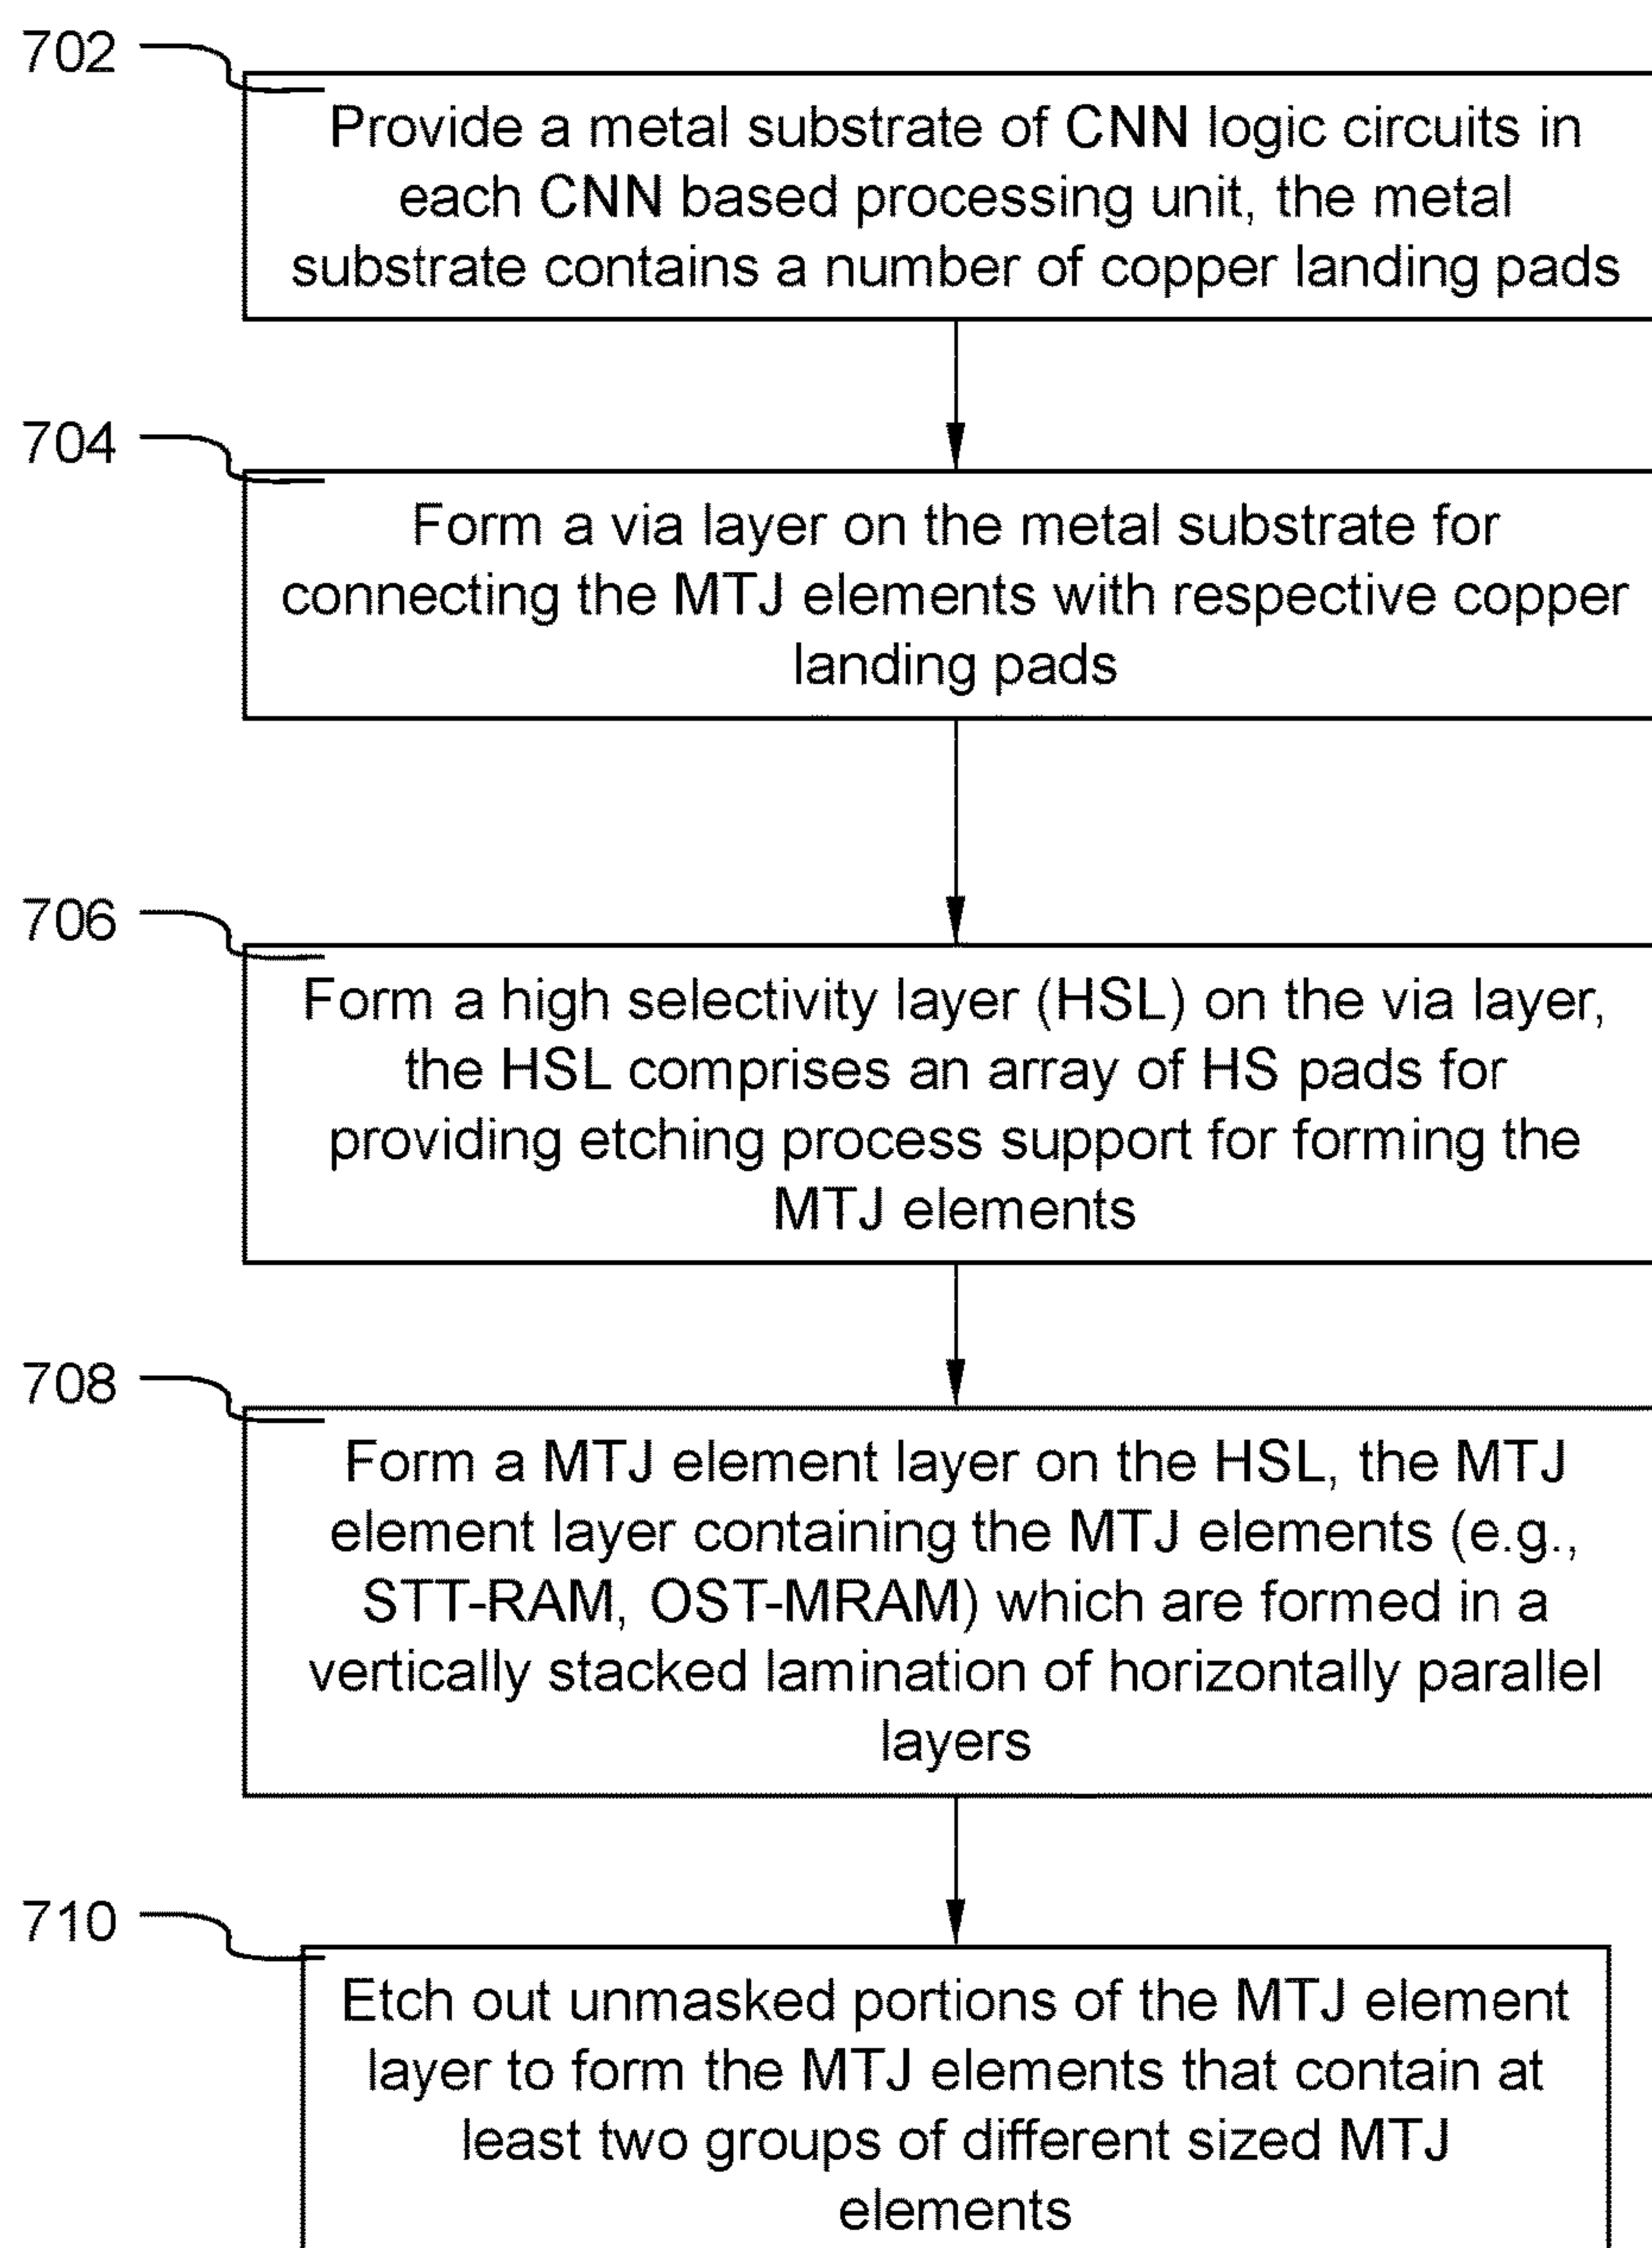 702
Provide a metal substrate of CNN logic circuits in
each CNN based processing unit, the metal
substrate contains a number of copper landing pads
704
Form a via layer on the metal substrate for
connecting the MTJ elements with respective copper
landing pads
706
Form a high selectivity layer (HSL) on the via layer,
the HSL comprises an array of HS pads for
providing etching process support for forming the
MTJ elements
708
Form a MTJ element layer on the HSL, the MTJ
element layer containing the MTJ elements (e.g.,
STT-RAM, OST-MRAM) which are formed in a
vertically stacked lamination of horizontally parallel
layers
710
Etch out unmasked portions of the MTJ element
layer to form the MTJ elements that contain at
least two groups of different sized MTJ
elements